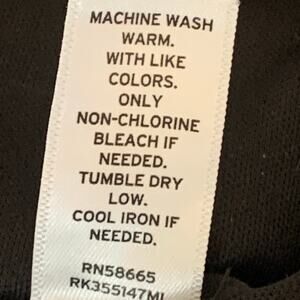 MACHINE WASH
WARM.
WITH LIKE
COLORS.
ONLY
NON-CHLORINE
BLEACH IF
NEEDED.
TUMBLE DRY
LOW.
COOL IRON IF
NEEDED.
RN58665
RK355147ML